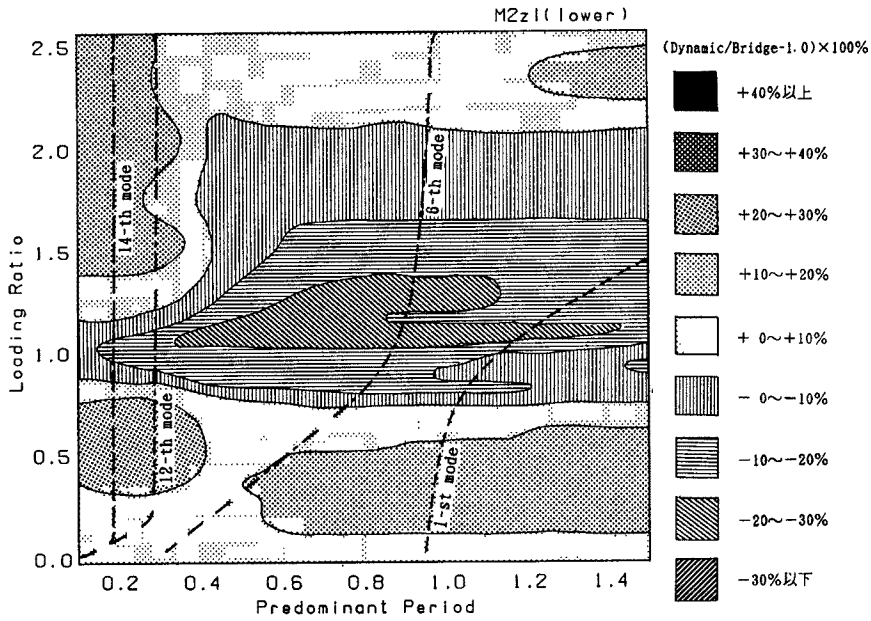 M2zl(lower)
(Dynamic/Bridge-1.0)×100%
+40%以上
+30～+40%
+20～+30%
+10～+20%
+ 0～+10%
- 0～-10%
-10～-20%
-20～-30%
-30%以下
Loading Ratio
2.5
2.0
1.5
1.0
0.5
0.0
14-th mode
12-th mode
6-th mode
1-st mode
0.2 0.4 0.6 0.8 1.0 1.2 1.4
Predominant Period